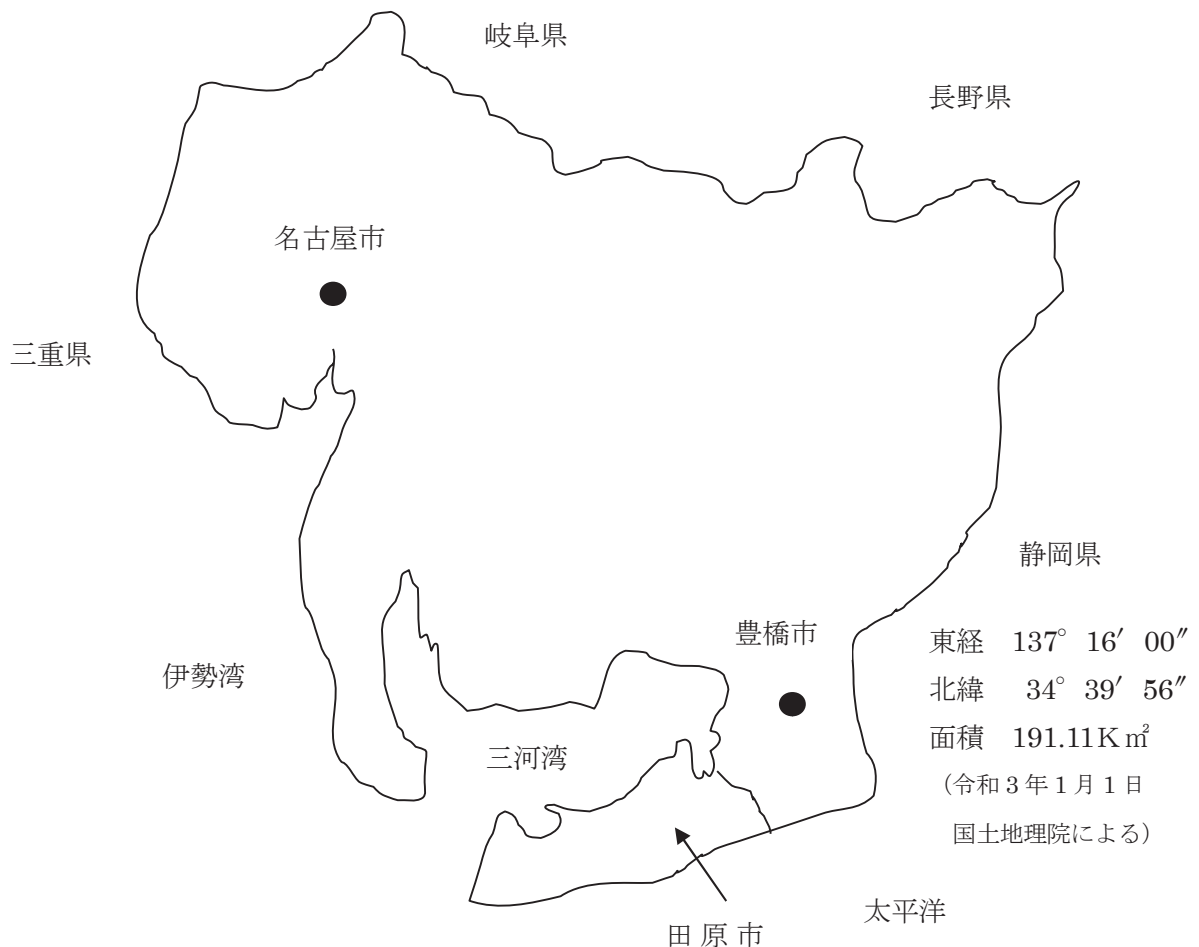 岐阜県
長野県
名古屋市
三重県
静岡県
豊橋市
東経 137° 16′ 00″
伊勢湾
北緯 34° 39′ 56″
面積 191.11K㎡
三河湾
（令和3年1月1日
国土地理院による）
太平洋
田原市